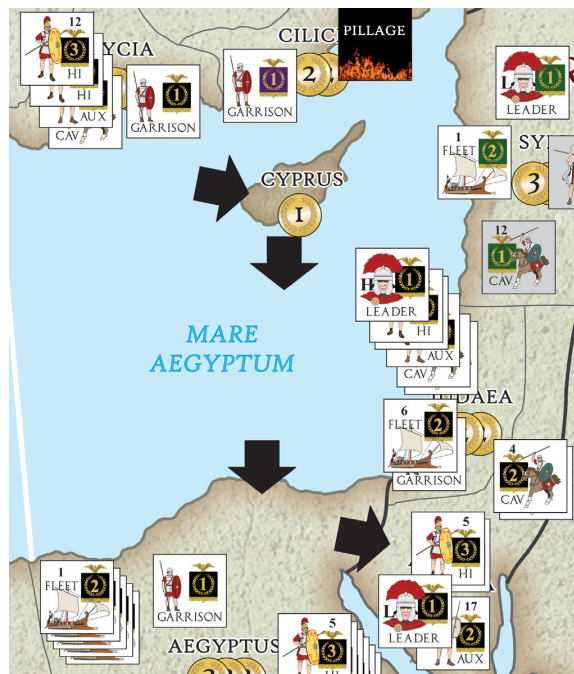 12
3
HI
HI
AUX
CAV
YCIA
1
GARRISON
CILIC
1
GARRISON
2
PILLAGE
L
1
LEADER
1
FLEET
2
SY
3
12
1
CAV
CYPRUS
1
MARE
AEGYPTUM
H
1
LEADER
HI
AUX
CAV
DAEA
6
FLEET
2
GARRISON
4
2
CAV
5
3
HI
L
1
LEADER
17
2
AUX
A
1
FLEET
2
1
GARRISON
AEGYPTUS
5
3
HI